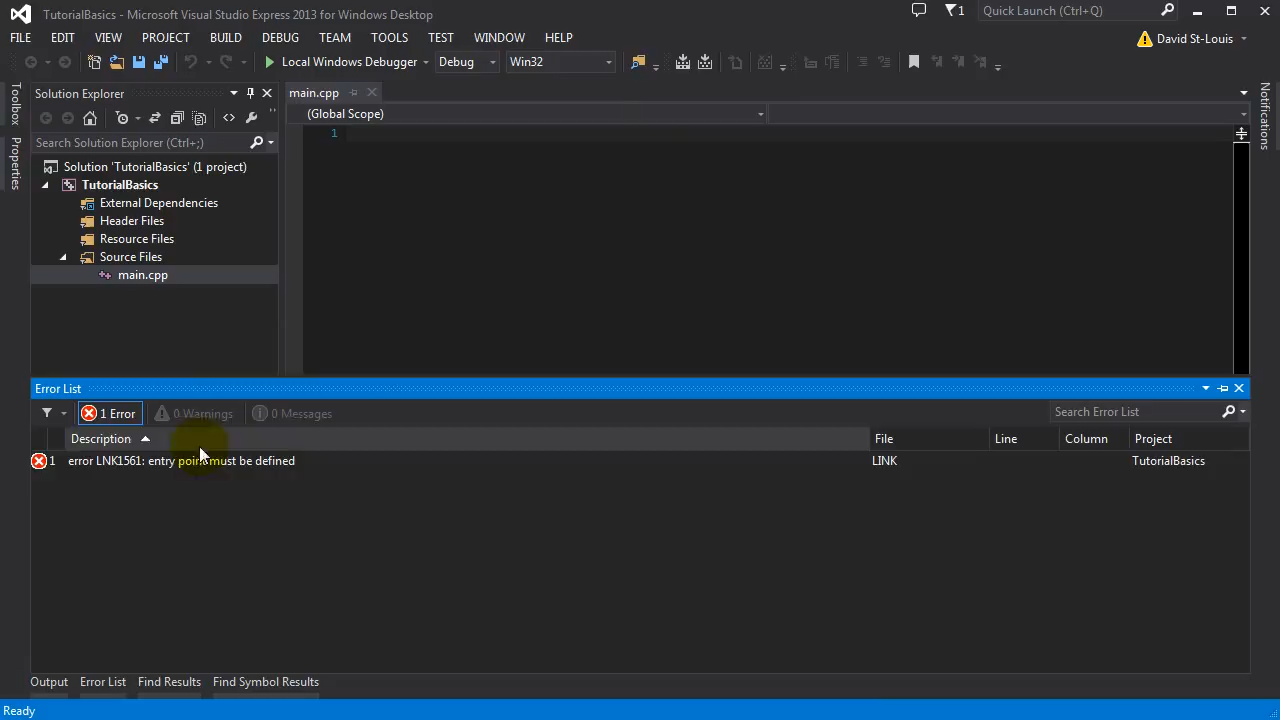 TutorialBasics - Microsoft Visual Studio Express 2013 for Windows Desktop
1
Quick Launch (Ctrl+Q)
FILE EDIT VIEW PROJECT BUILD DEBUG TEAM TOOLS TEST WINDOW HELP
David St-Louis
Local Windows Debugger
Debug
Win32
Toolbox
Properties
Solution Explorer
Search Solution Explorer (Ctrl+;)
Solution 'TutorialBasics' (1 project)
TutorialBasics
External Dependencies
Header Files
Resource Files
Source Files
main.cpp
main.cpp
(Global Scope)
1
Notifications
Error List
1 Error
0 Warnings
0 Messages
Search Error List
Description File Line Column Project
1 error LNK1561: entry point must be defined LINK TutorialBasics
Output Error List Find Results Find Symbol Results
Ready